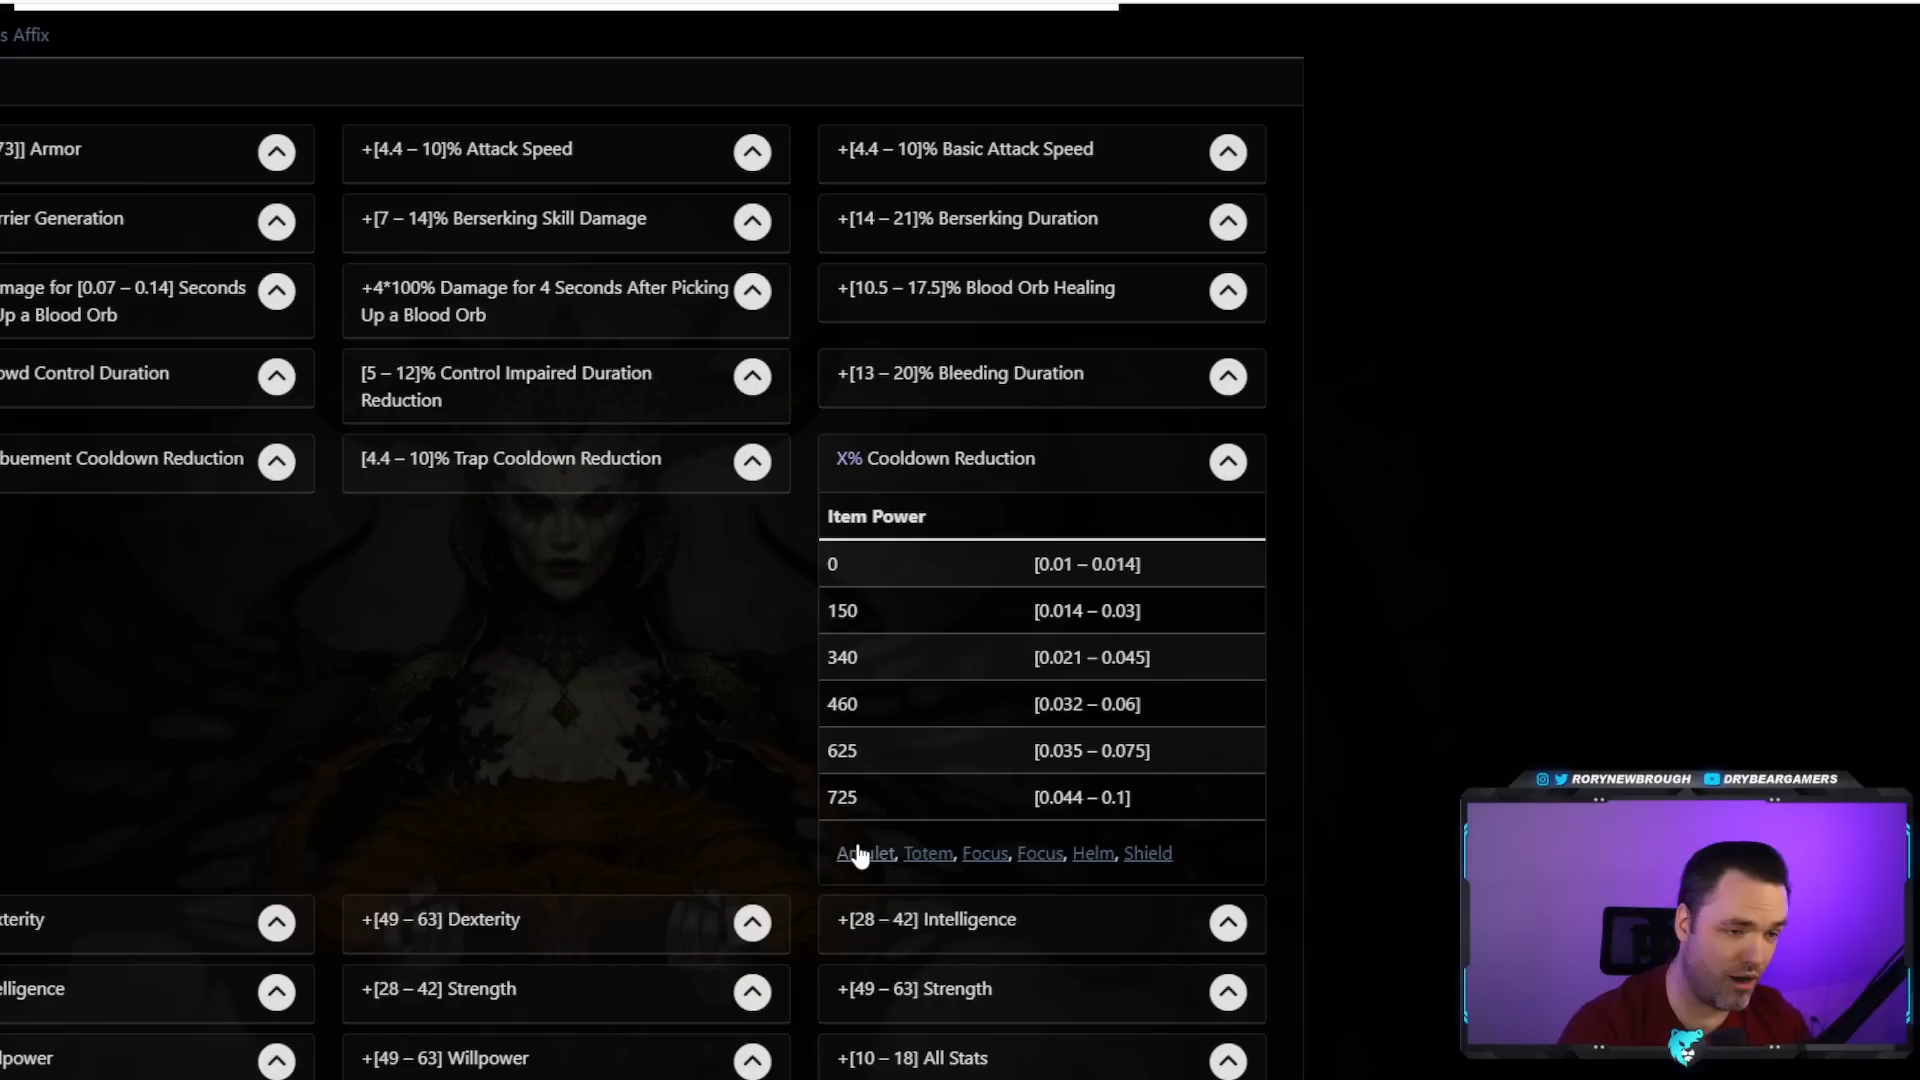 s Affix
73]] Armor
+[4.4 – 10]% Attack Speed
+[4.4 – 10]% Basic Attack Speed
rrier Generation
+[7 – 14]% Berserking Skill Damage
+[14 – 21]% Berserking Duration
mage for [0.07 – 0.14] Seconds
Up a Blood Orb
+4*100% Damage for 4 Seconds After Picking
Up a Blood Orb
+[10.5 – 17.5]% Blood Orb Healing
owd Control Duration
[5 – 12]% Control Impaired Duration
Reduction
+[13 – 20]% Bleeding Duration
buement Cooldown Reduction
[4.4 – 10]% Trap Cooldown Reduction
X% Cooldown Reduction
Item Power
0 [0.01 – 0.014]
150 [0.014 – 0.03]
340 [0.021 – 0.045]
460 [0.032 – 0.06]
625 [0.035 – 0.075]
725 [0.044 – 0.1]
Amulet, Totem, Focus, Focus, Helm, Shield
xterity
+[49 – 63] Dexterity
+[28 – 42] Intelligence
elligence
+[28 – 42] Strength
+[49 – 63] Strength
lpower
+[49 – 63] Willpower
+[10 – 18] All Stats
RORYNEWBROUGH DRYBEARGAMERS